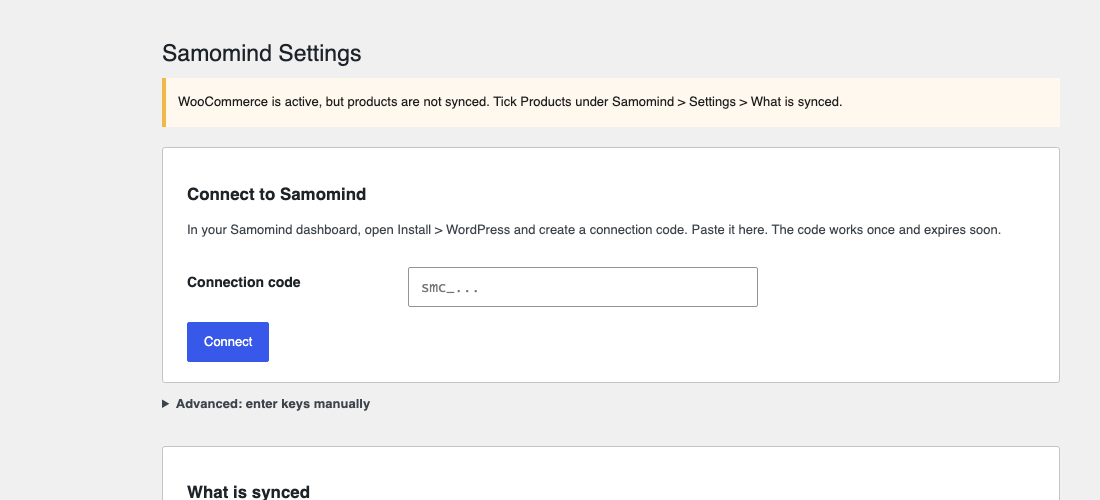 Samomind Settings
WooCommerce is active, but products are not synced. Tick Products under Samomind > Settings > What is synced.
Connect to Samomind
In your Samomind dashboard, open Install > WordPress and create a connection code. Paste it here. The code works once and expires soon.
Connection code
smc_...
Connect
Advanced: enter keys manually
What is synced